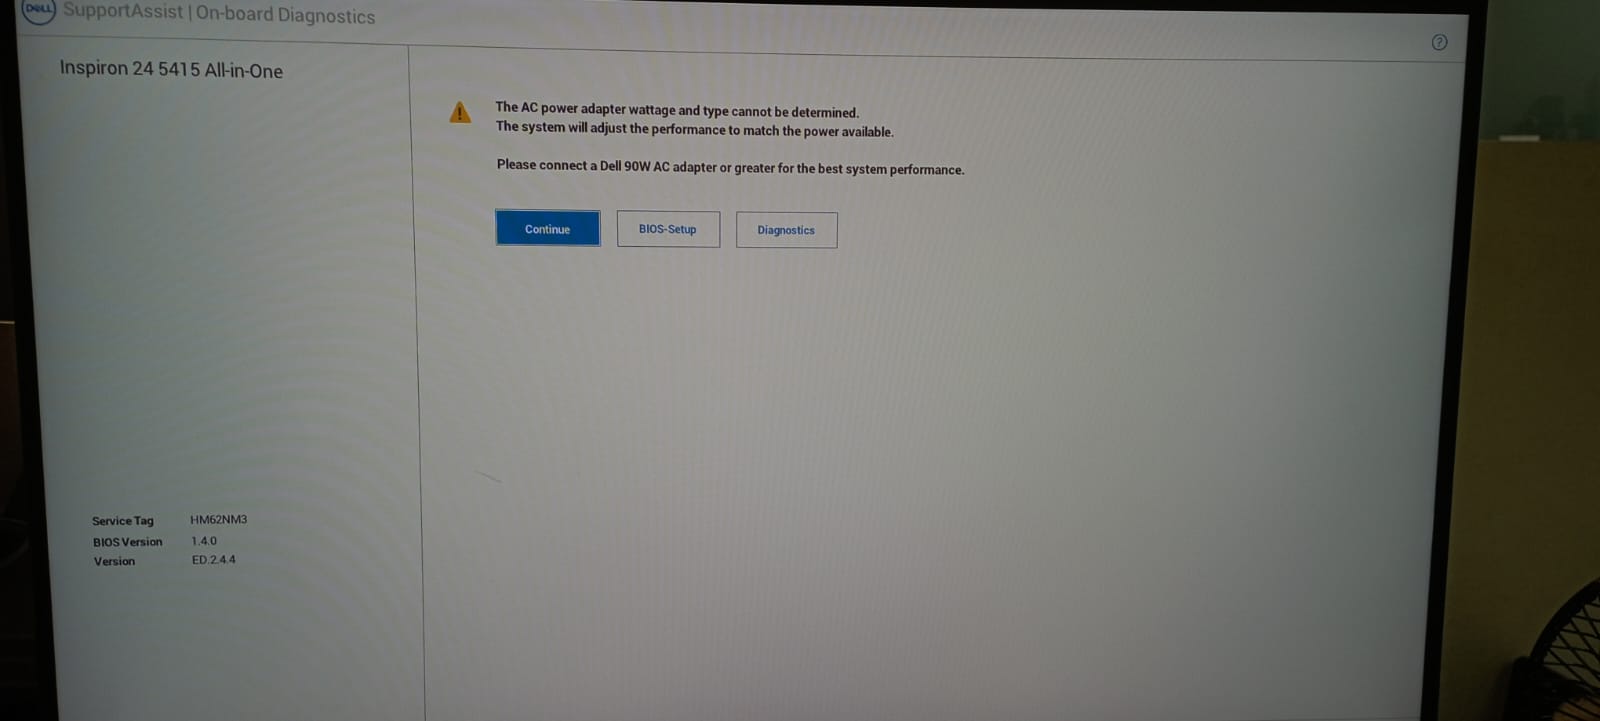 DELL
SupportAssist | On-board Diagnostics
Inspiron 24 5415 All-in-One
The AC power adapter wattage and type cannot be determined.
The system will adjust the performance to match the power available.
Please connect a Dell 90W AC adapter or greater for the best system performance.
Continue
BIOS-Setup
Diagnostics
Service Tag HM62NM3
BIOS Version 1.4.0
Version ED.2.4.4